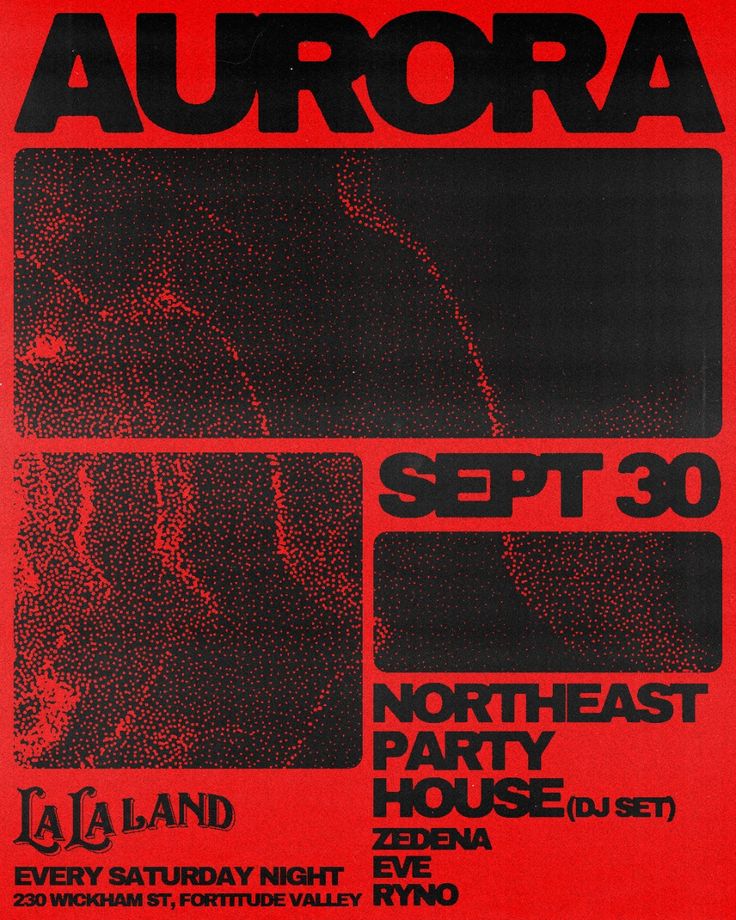 AURORA
SEPT 30
NORTHEAST
PARTY
HOUSE (DJ SET)
ZEDENA
EVE
RYNO
LA LA LAND
EVERY SATURDAY NIGHT
230 WICKHAM ST, FORTITUDE VALLEY